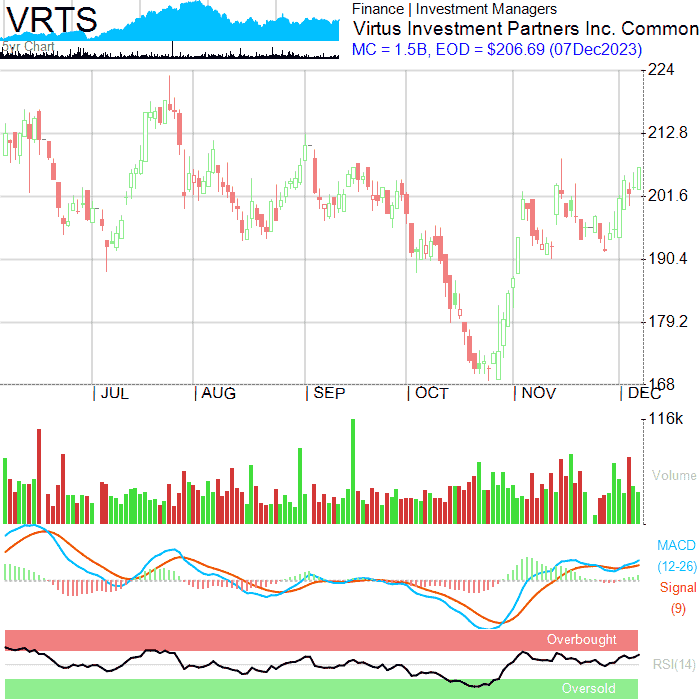 VRTS
5yr Chart
Finance | Investment Managers
Virtus Investment Partners Inc. Common
MC = 1.5B, EOD = $206.69 (07Dec2023)
224
212.8
201.6
190.4
179.2
168
JUL AUG SEP OCT NOV DEC
116k
Volume
MACD
(12-26)
Signal
(9)
Overbought
RSI(14)
Oversold